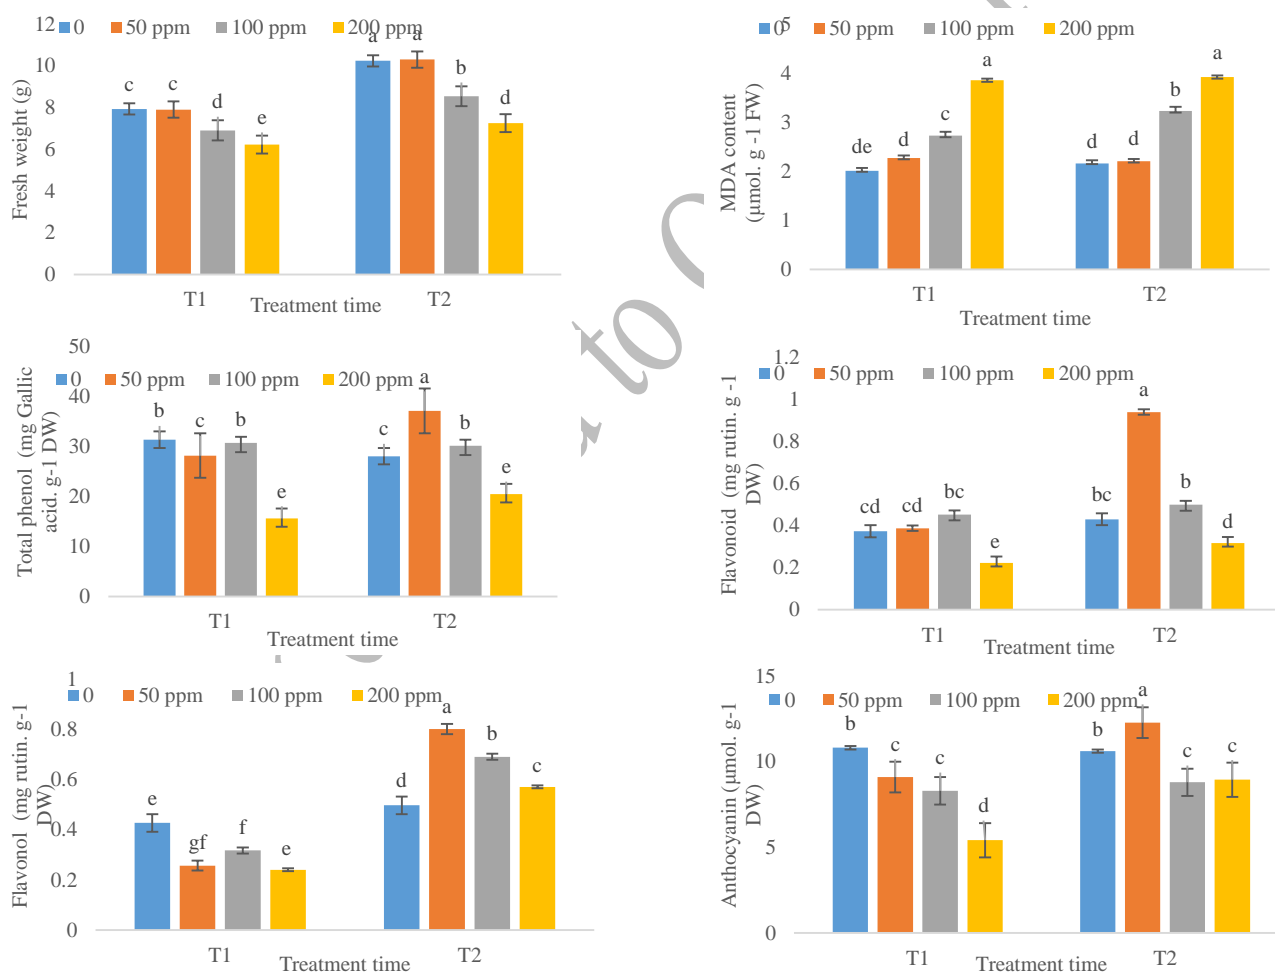 12
0 50 ppm 100 ppm 200 ppm
10
8
6
4
2
0
Fresh weight (g)
c c d e a a b d
T1 T2
Treatment time
5
0 50 ppm 100 ppm 200 ppm
4
3
2
1
0
MDA content
(µmol. g -1 FW)
de d c a d d b a
T1 T2
Treatment time
to
50
0 50 ppm 100 ppm 200 ppm
40
30
20
10
0
Total phenol (mg Gallic
acid. g-1 DW)
b c b e c a b e
T1 T2
Treatment time
1.2
0 50 ppm 100 ppm 200 ppm
1
0.8
0.6
0.4
0.2
0
Flavonoid (mg rutin. g -1
DW)
cd cd bc e bc a b d
T1 T2
Treatment time
1
0 50 ppm 100 ppm 200 ppm
0.8
0.6
0.4
0.2
0
Flavonol (mg rutin. g-1
DW)
e gf f e d a b c
T1 T2
Treatment time
15
0 50 ppm 100 ppm 200 ppm
10
5
0
Anthocyanin (µmol. g-1
DW)
b c c d b a c c
T1 T2
Treatment time